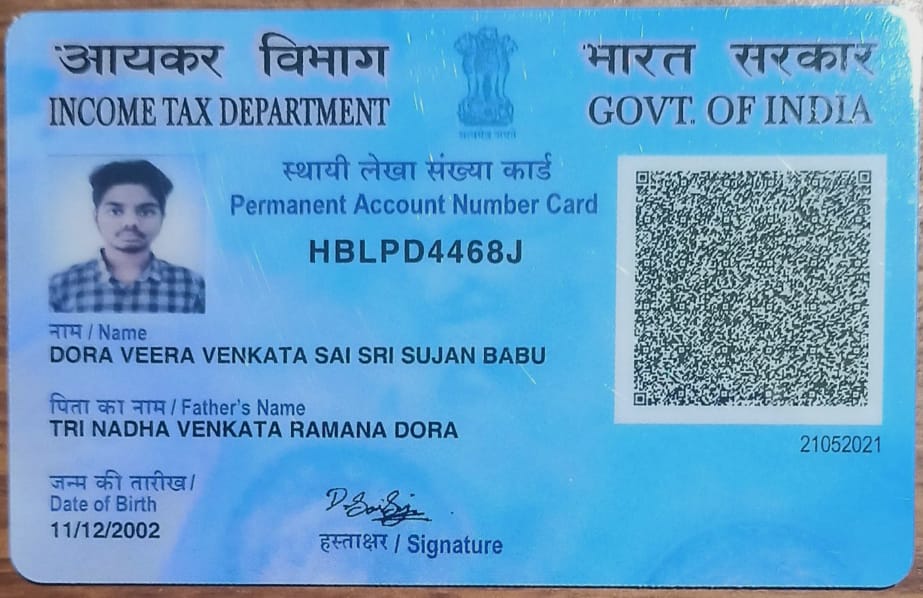 आयकर विभाग
INCOME TAX DEPARTMENT
भारत सरकार
GOVT. OF INDIA
सत्यमेव जयते
स्थायी लेखा संख्या कार्ड
Permanent Account Number Card
HBLPD4468J
नाम / Name
DORA VEERA VENKATA SAI SRI SUJAN BABU
पिता का नाम / Father's Name
TRI NADHA VENKATA RAMANA DORA
21052021
जन्म की तारीख /
Date of Birth
11/12/2002
हस्ताक्षर / Signature